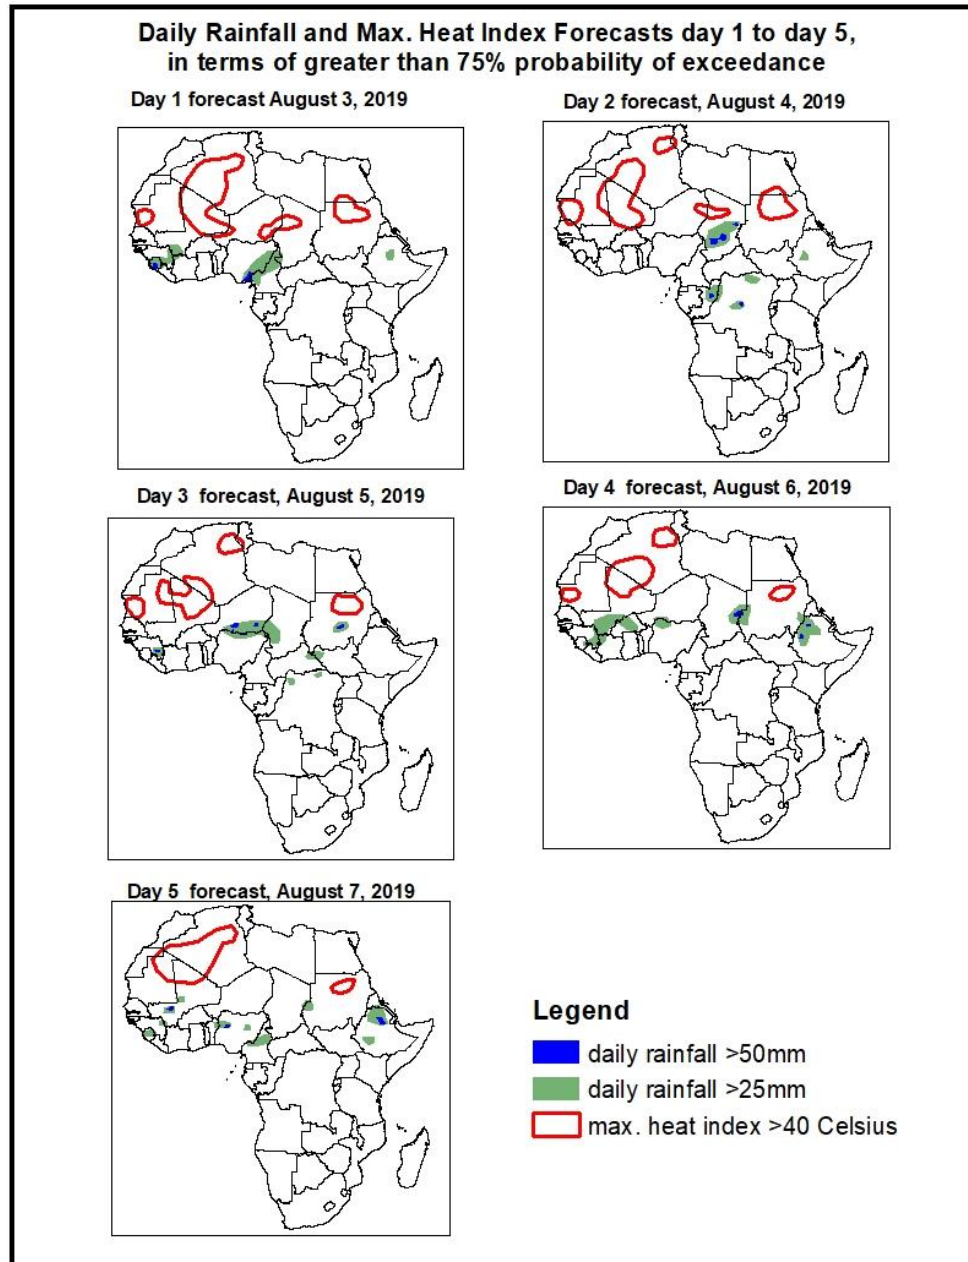 Daily Rainfall and Max. Heat Index Forecasts day 1 to day 5,
in terms of greater than 75% probability of exceedance
Day 1 forecast August 3, 2019
Day 2 forecast, August 4, 2019
Day 3 forecast, August 5, 2019
Day 4 forecast, August 6, 2019
Day 5 forecast, August 7, 2019
Legend
daily rainfall >50mm
daily rainfall >25mm
max. heat index >40 Celsius